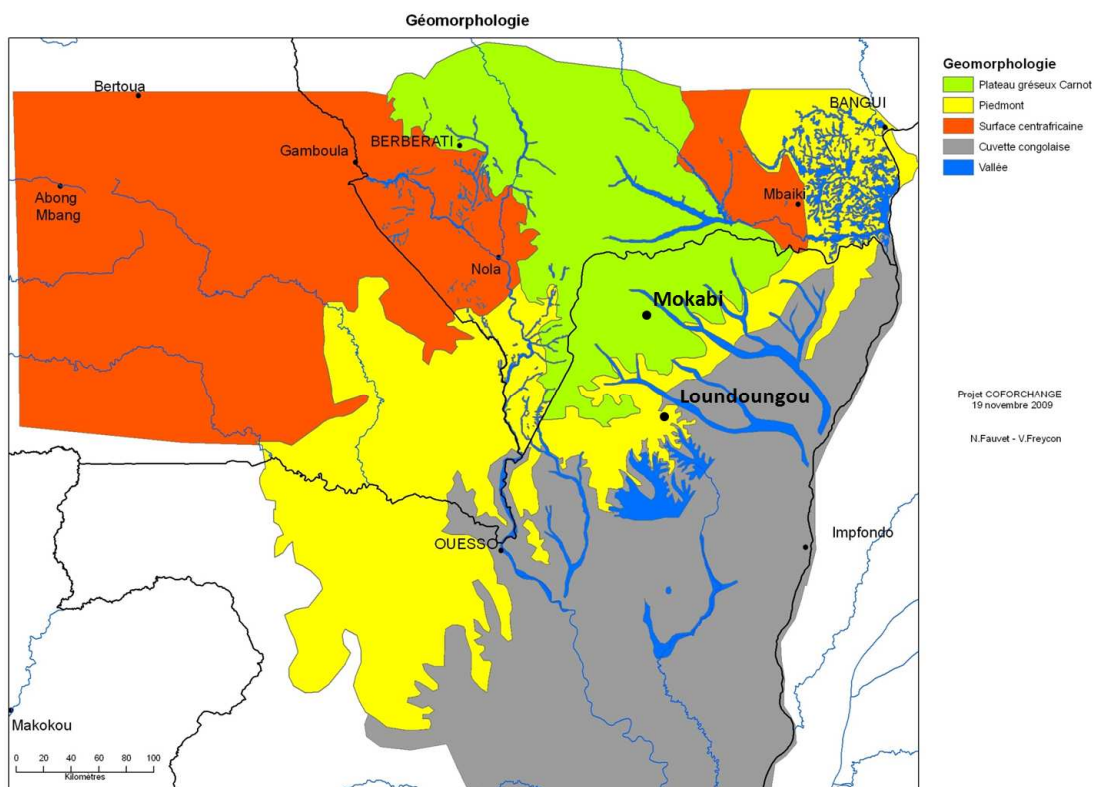 Géomorphologie
Bertoua
BANGUI
BERBERATI
Gamboula
Abong
Mbang
Mbaiki
Nola
Mokabi
Loundoungou
OUESSO
Impfondo
Makokou
0 20 40 60 80 100
Kilomètres
Geomorphologie
Plateau gréseux Carnot
Piedmont
Surface centrafricaine
Cuvette congolaise
Vallée
Projet COFORCHANGE
19 novembre 2009
N.Fauvet - V.Freycon